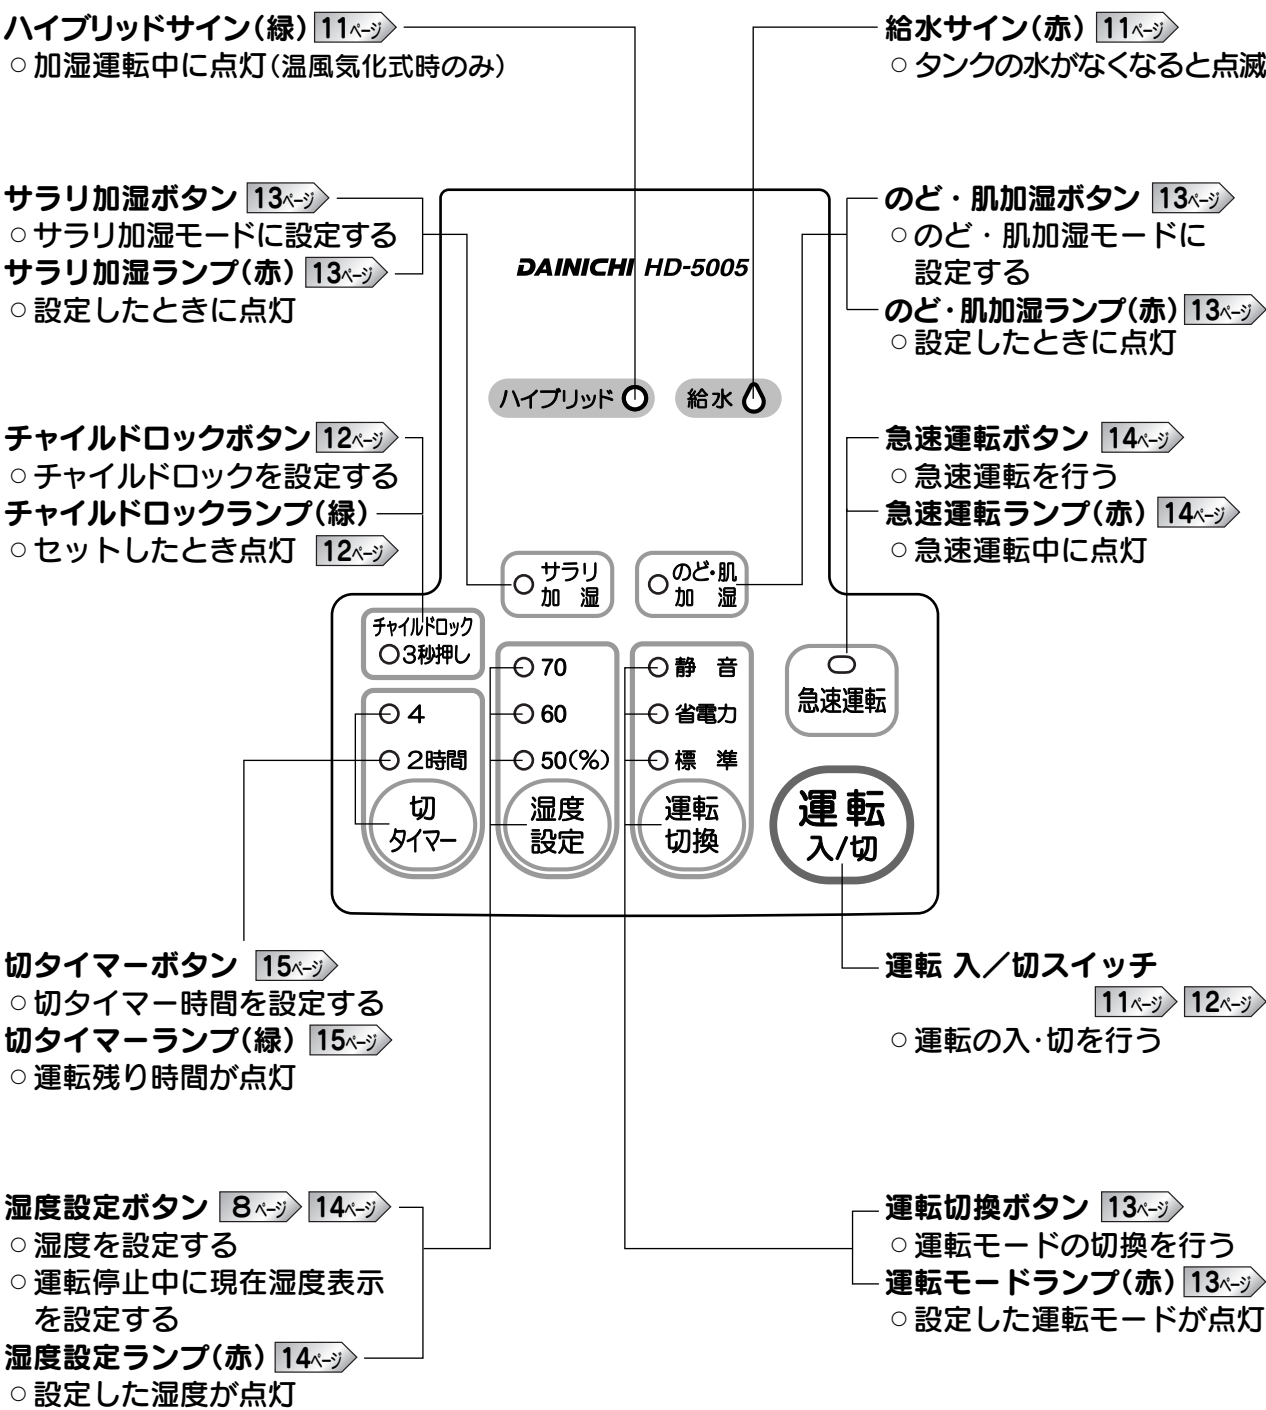 ハイブリッドサイン(緑) 11ページ
○加湿運転中に点灯(温風気化式時のみ)
給水サイン(赤) 11ページ
○タンクの水がなくなると点滅
サラリ加湿ボタン 13ページ
○サラリ加湿モードに設定する
サラリ加湿ランプ(赤) 13ページ
○設定したときに点灯
のど・肌加湿ボタン 13ページ
○のど・肌加湿モードに
設定する
のど・肌加湿ランプ(赤) 13ページ
○設定したときに点灯
チャイルドロックボタン 12ページ
○チャイルドロックを設定する
チャイルドロックランプ(緑)
○セットしたとき点灯 12ページ
急速運転ボタン 14ページ
○急速運転を行う
急速運転ランプ(赤) 14ページ
○急速運転中に点灯
DAINICHI HD-5005
ハイブリッド
給水
サラリ
加湿
のど・肌
加湿
チャイルドロック
3秒押し
4
2時間
切
タイマー
70
60
50(%)
湿度
設定
静音
省電力
標準
運転
切換
急速運転
運転
入/切
切タイマーボタン 15ページ
○切タイマー時間を設定する
切タイマーランプ(緑) 15ページ
○運転残り時間が点灯
運転 入/切スイッチ
11ページ 12ページ
○運転の入・切を行う
湿度設定ボタン 8ページ 14ページ
○湿度を設定する
○運転停止中に現在湿度表示
を設定する
湿度設定ランプ(赤) 14ページ
○設定した湿度が点灯
運転切換ボタン 13ページ
○運転モードの切換を行う
運転モードランプ(赤) 13ページ
○設定した運転モードが点灯